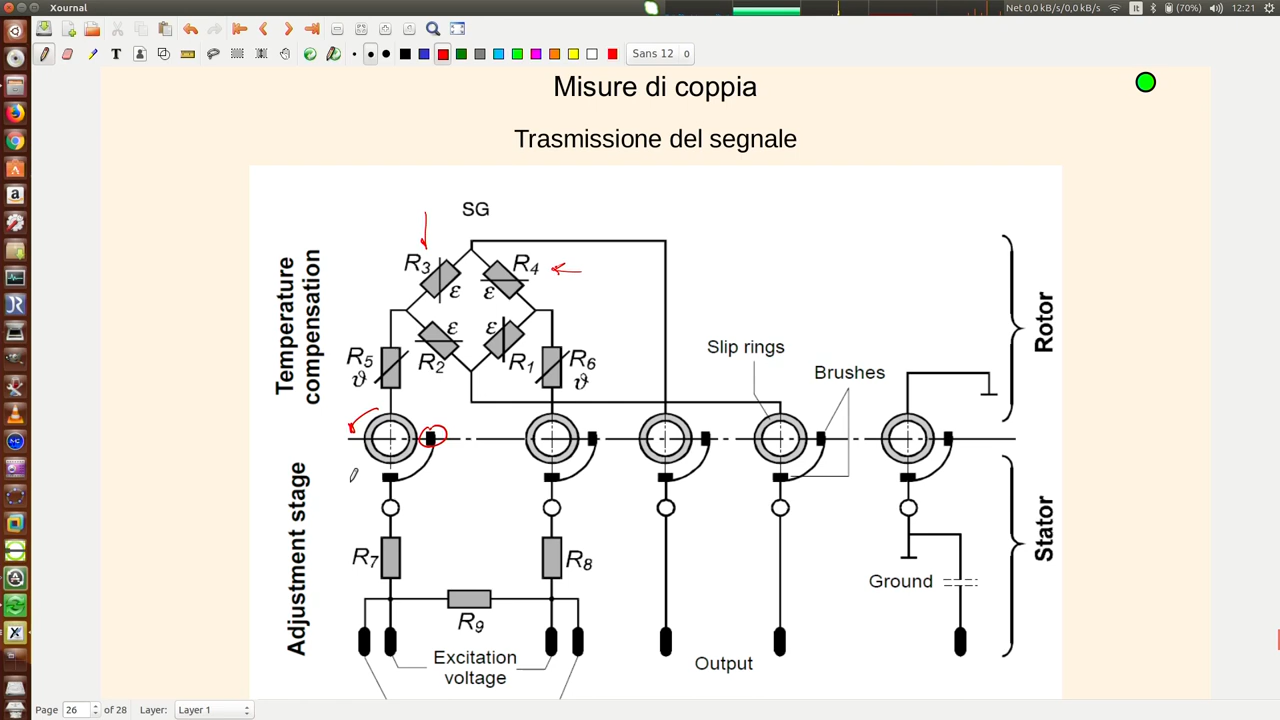 Xournal
Net 0,0 kB/s/0,0 kB/s
It
(70%)
12:21
Sans 12
Misure di coppia
Trasmissione del segnale
SG
R3
ε
R4
ε
R2
ε
R1
ε
R5
ϑ
R6
ϑ
Temperature
compensation
Slip rings
Brushes
Rotor
Adjustment stage
R7
R8
R9
Excitation
voltage
Output
Ground
Stator
Page 26 of 28
Layer: Layer 1